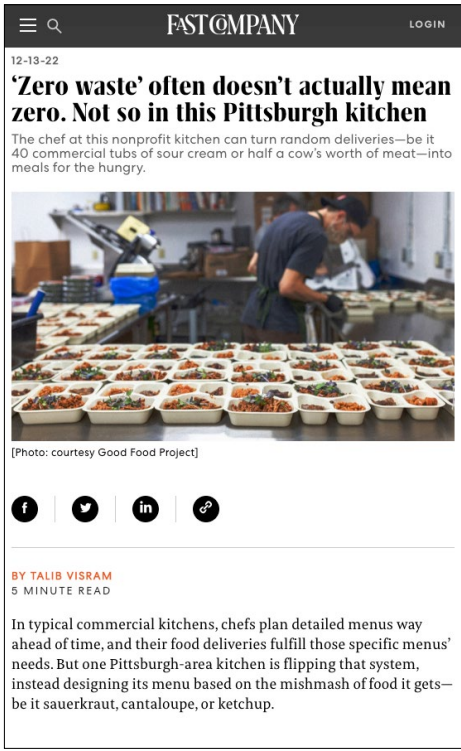 FAST COMPANY
LOGIN
12-13-22
‘Zero waste’ often doesn’t actually mean
zero. Not so in this Pittsburgh kitchen
The chef at this nonprofit kitchen can turn random deliveries—be it
40 commercial tubs of sour cream or half a cow’s worth of meat—into
meals for the hungry.
[Photo: courtesy Good Food Project]
f
in
BY TALIB VISRAM
5 MINUTE READ
In typical commercial kitchens, chefs plan detailed menus way
ahead of time, and their food deliveries fulfill those specific menus’
needs. But one Pittsburgh-area kitchen is flipping that system,
instead designing its menu based on the mishmash of food it gets—
be it sauerkraut, cantaloupe, or ketchup.